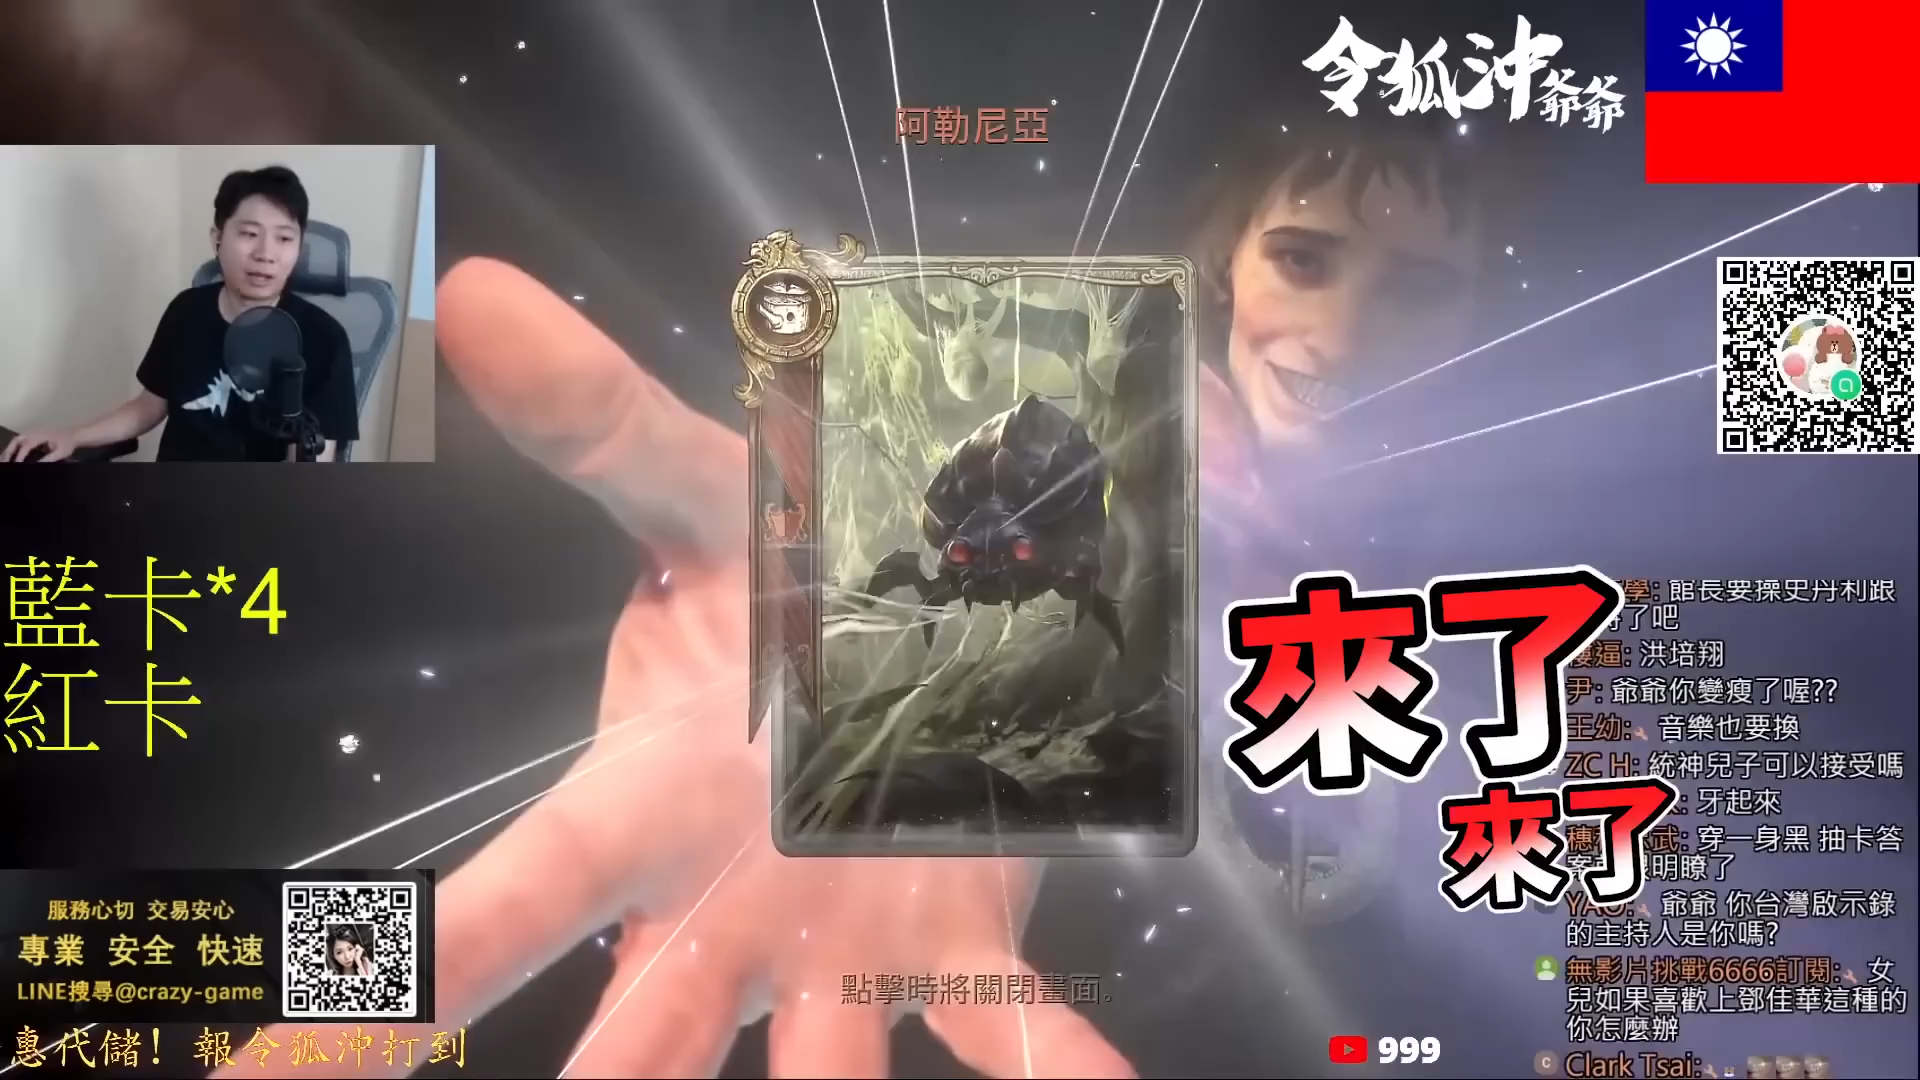 令狐沖爺爺
阿勒尼亞
藍卡*4
紅卡
來了
來了
學: 館長要操史丹利跟
了吧
逼: 洪培翔
尹: 爺爺你變瘦了喔??
王幼: 音樂也要換
ZC H: 統神兒子可以接受嗎
: 牙起來
武: 穿一身黑 抽卡答
明瞭了
YAO: 爺爺 你台灣啟示錄
的主持人是你嗎?
無影片挑戰6666訂閱: 女
兒如果喜歡上鄧佳華這種的
你怎麼辦
Clark Tsai:
點擊時將關閉畫面。
999
服務心切 交易安心
專業 安全 快速
LINE搜尋@crazy-game
惠代儲! 報令狐沖打到